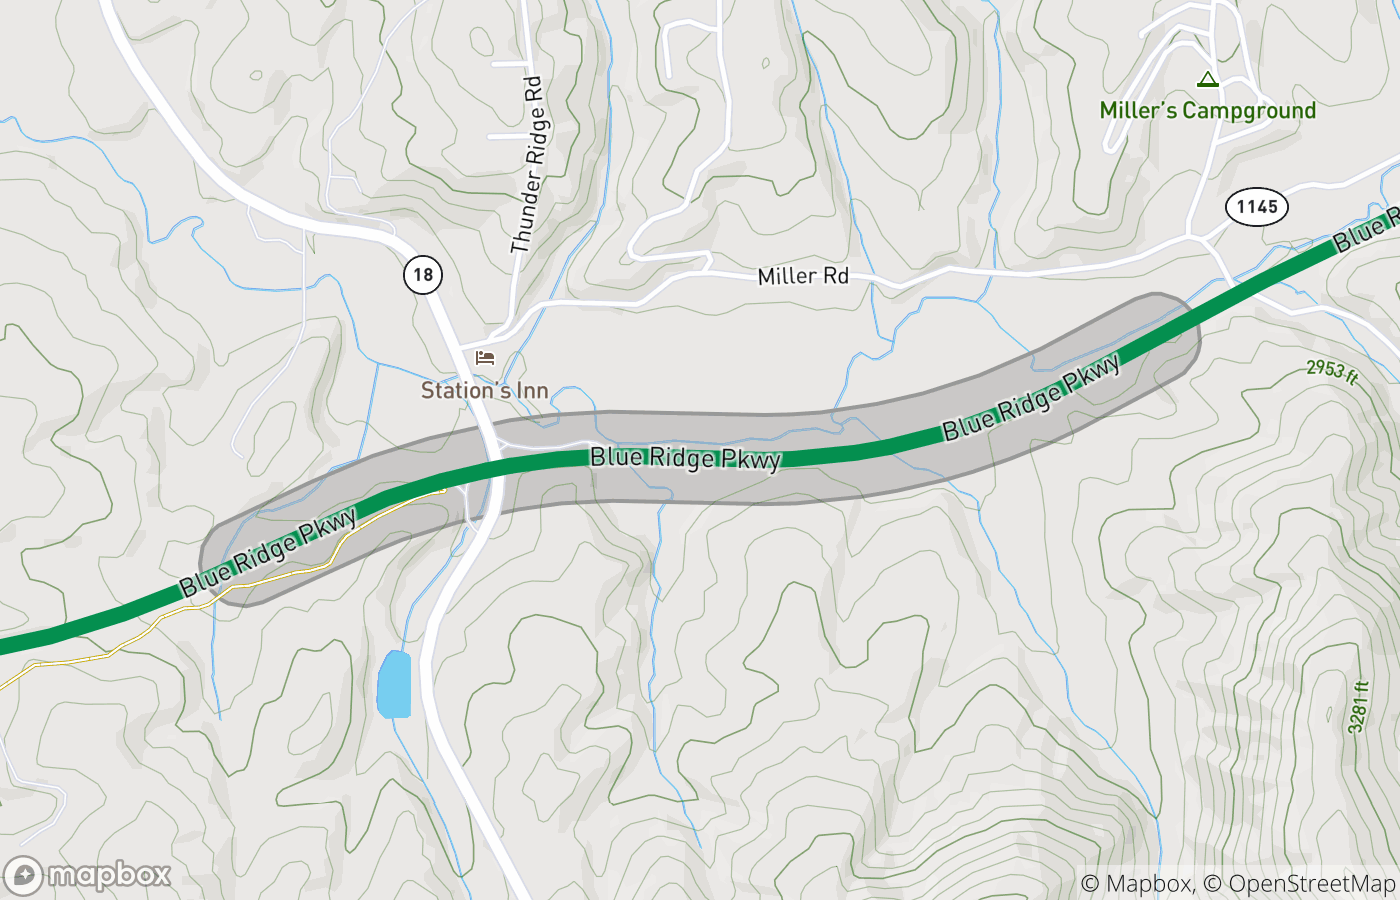 Thunder Ridge Rd
Miller's Campground
1145
Blue R
18
Miller Rd
Station's Inn
2953 ft
Blue Ridge Pkwy
Blue Ridge Pkwy
Blue Ridge Pkwy
3281 ft
mapbox
© Mapbox, © OpenStreetMap